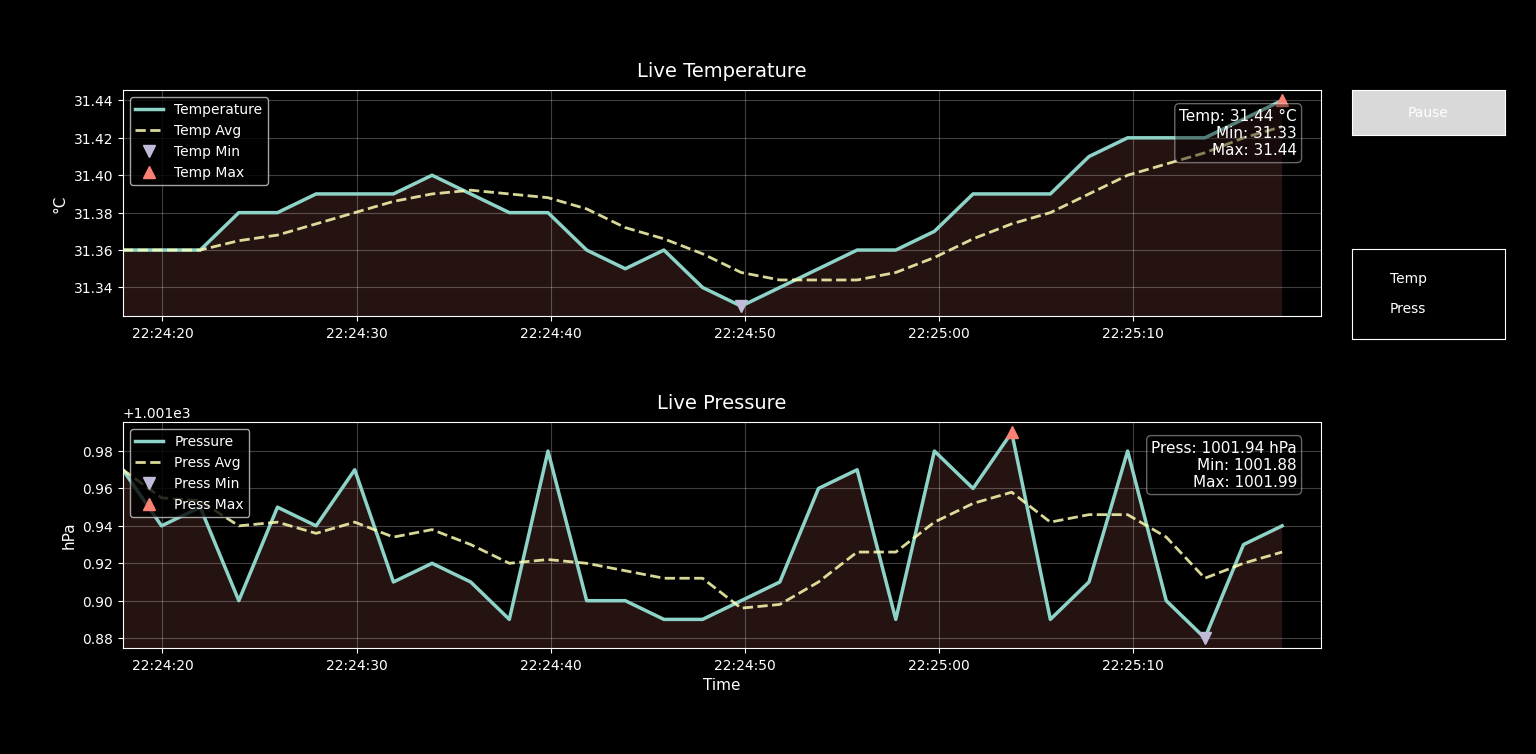 Live Temperature
31.44
31.42
31.40
31.38
31.36
31.34
°C
Temperature
Temp Avg
Temp Min
Temp Max
Temp: 31.44 °C
Min: 31.33
Max: 31.44
22:24:20
22:24:30
22:24:40
22:24:50
22:25:00
22:25:10
Pause
Temp
Press
Live Pressure
+1.001e3
0.98
0.96
0.94
0.92
0.90
0.88
hPa
Pressure
Press Avg
Press Min
Press Max
Press: 1001.94 hPa
Min: 1001.88
Max: 1001.99
22:24:20
22:24:30
22:24:40
22:24:50
22:25:00
22:25:10
Time